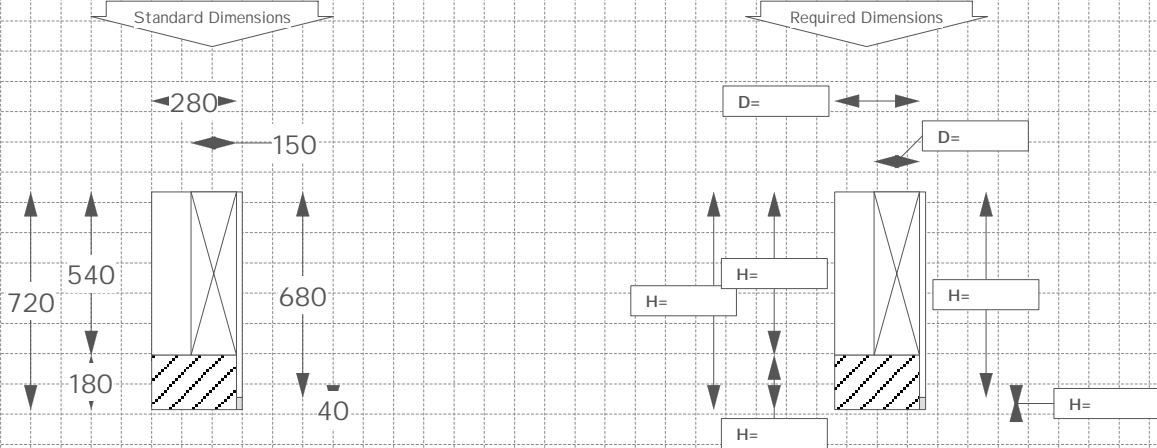 Standard Dimensions
Required Dimensions
280
D=
150
D=
540
720
680
180
40
H=
H=
H=
H=
H=